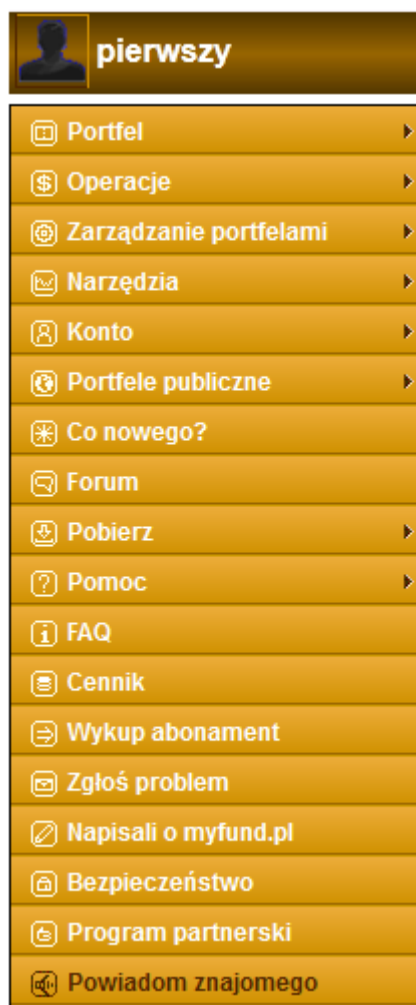 pierwszy
Portfel
Operacje
Zarządzanie portfelami
Narzędzia
Konto
Portfele publiczne
Co nowego?
Forum
Pobierz
Pomoc
FAQ
Cennik
Wykup abonament
Zgłoś problem
Napisali o myfund.pl
Bezpieczeństwo
Program partnerski
Powiadom znajomego